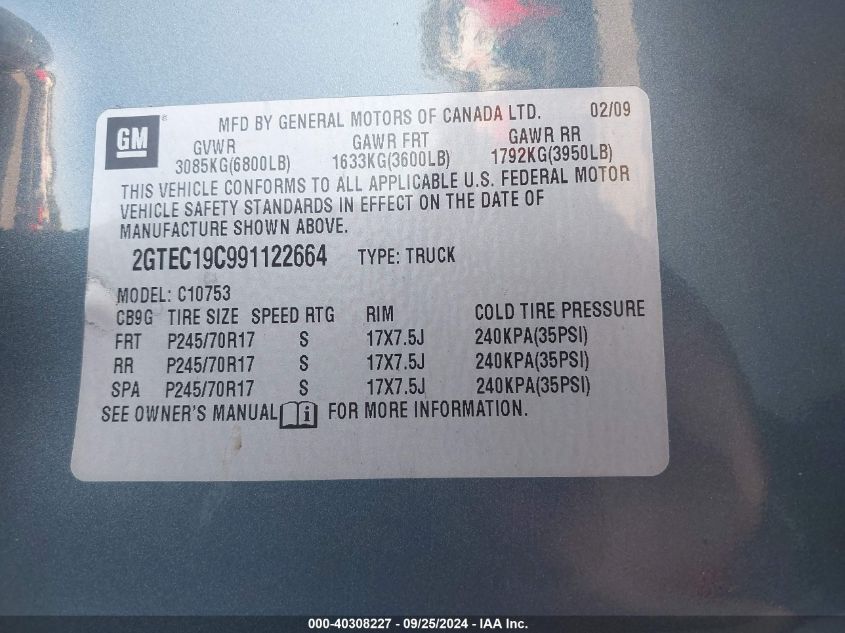 GM ® MFD BY GENERAL MOTORS OF CANADA LTD. 02/09
GVWR GAWR FRT GAWR RR
3085KG(6800LB) 1633KG(3600LB) 1792KG(3950LB)
THIS VEHICLE CONFORMS TO ALL APPLICABLE U.S. FEDERAL MOTOR
VEHICLE SAFETY STANDARDS IN EFFECT ON THE DATE OF
MANUFACTURE SHOWN ABOVE.
2GTEC19C991122664 TYPE: TRUCK
MODEL: C10753
CB9G TIRE SIZE SPEED RTG RIM COLD TIRE PRESSURE
FRT P245/70R17 S 17X7.5J 240KPA(35PSI)
RR P245/70R17 S 17X7.5J 240KPA(35PSI)
SPA P245/70R17 S 17X7.5J 240KPA(35PSI)
SEE OWNER'S MANUAL i FOR MORE INFORMATION.
000-40308227 - 09/25/2024 - IAA Inc.